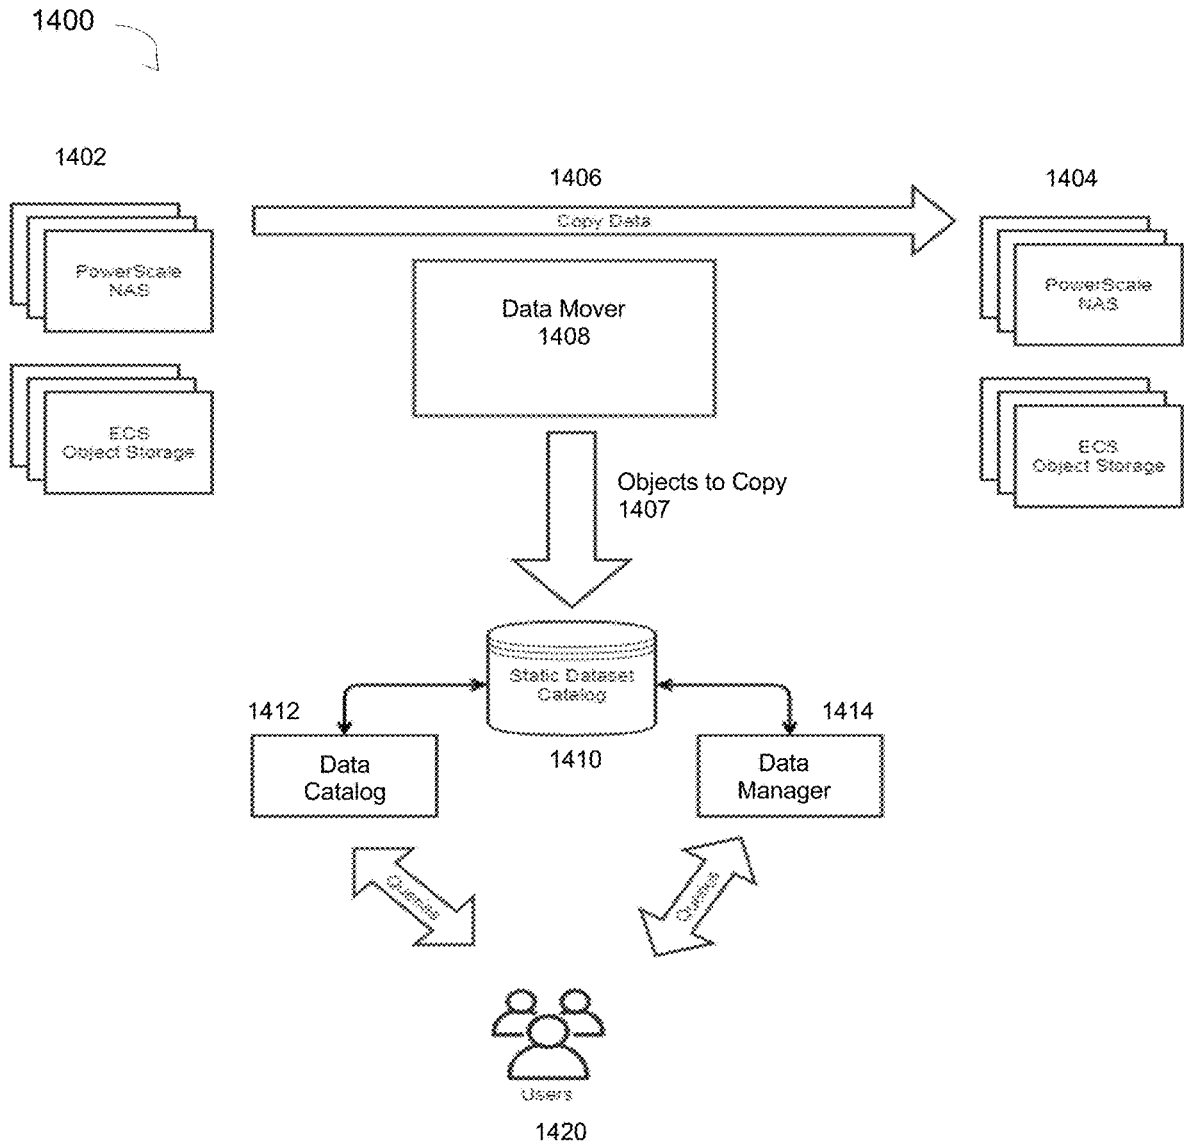 1400
1402
1406
1404
Copy Data
PowerScale
NAS
Data Mover
1408
PowerScale
NAS
ECS
Object Storage
ECS
Object Storage
Objects to Copy
1407
Static Dataset
Catalog
1412
1414
1410
Data
Catalog
Data
Manager
Queries
Queries
Users
1420